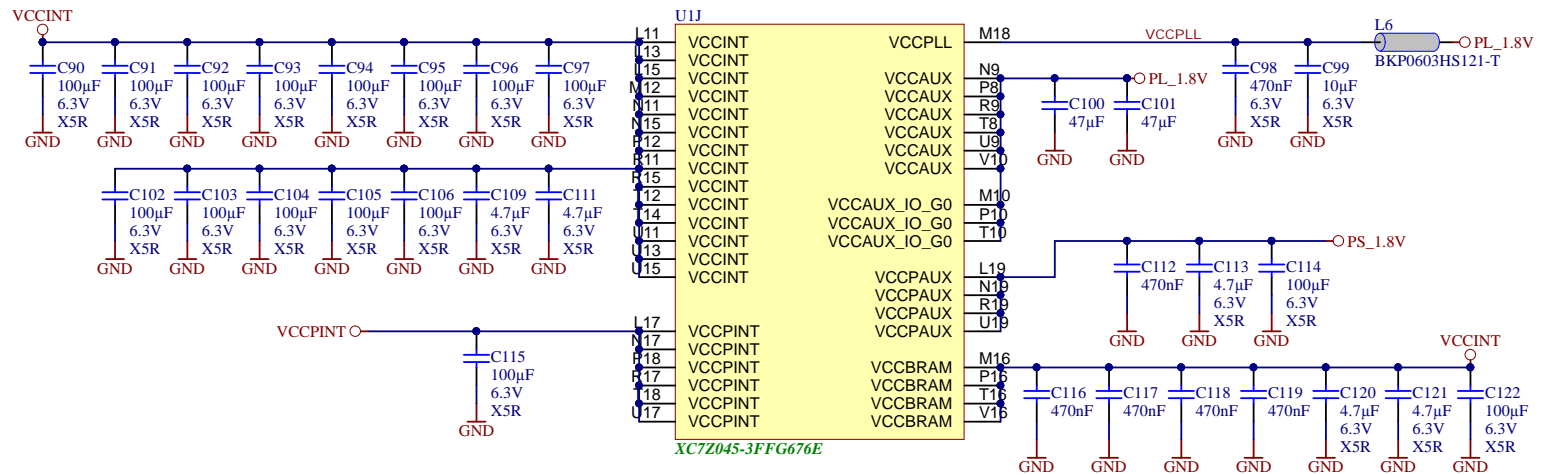 VCCINT
C90
100µF
6.3V
X5R
GND
C91
100µF
6.3V
X5R
GND
C92
100µF
6.3V
X5R
GND
C93
100µF
6.3V
X5R
GND
C94
100µF
6.3V
X5R
GND
C95
100µF
6.3V
X5R
GND
C96
100µF
6.3V
X5R
GND
C97
100µF
6.3V
X5R
GND
C102
100µF
6.3V
X5R
GND
C103
100µF
6.3V
X5R
GND
C104
100µF
6.3V
X5R
GND
C105
100µF
6.3V
X5R
GND
C106
100µF
6.3V
X5R
GND
C109
4.7µF
6.3V
X5R
GND
C111
4.7µF
6.3V
X5R
GND
VCCPINT
C115
100µF
6.3V
X5R
GND
U1J
L11 VCCINT
L13 VCCINT
L15 VCCINT
M12 VCCINT
N11 VCCINT
N15 VCCINT
P12 VCCINT
R11 VCCINT
R15 VCCINT
T12 VCCINT
T14 VCCINT
U11 VCCINT
U13 VCCINT
U15 VCCINT
L17 VCCPINT
N17 VCCPINT
P18 VCCPINT
R17 VCCPINT
T18 VCCPINT
U17 VCCPINT
VCCPLL M18
VCCAUX N9
VCCAUX P8
VCCAUX R9
VCCAUX T8
VCCAUX U9
VCCAUX V10
VCCAUX_IO_G0 M10
VCCAUX_IO_G0 P10
VCCAUX_IO_G0 T10
VCCPAUX L19
VCCPAUX N19
VCCPAUX R19
VCCPAUX U19
VCCBRAM M16
VCCBRAM P16
VCCBRAM T16
VCCBRAM V16
XC7Z045-3FFG676E
VCCPLL
L6
BKP0603HS121-T
PL_1.8V
C98
470nF
6.3V
X5R
GND
C99
10µF
6.3V
X5R
GND
PL_1.8V
C100
47µF
GND
C101
47µF
GND
PS_1.8V
C112
470nF
GND
C113
4.7µF
6.3V
X5R
GND
C114
100µF
6.3V
X5R
GND
VCCINT
C116
470nF
GND
C117
470nF
GND
C118
470nF
GND
C119
470nF
GND
C120
4.7µF
6.3V
X5R
GND
C121
4.7µF
6.3V
X5R
GND
C122
100µF
6.3V
X5R
GND